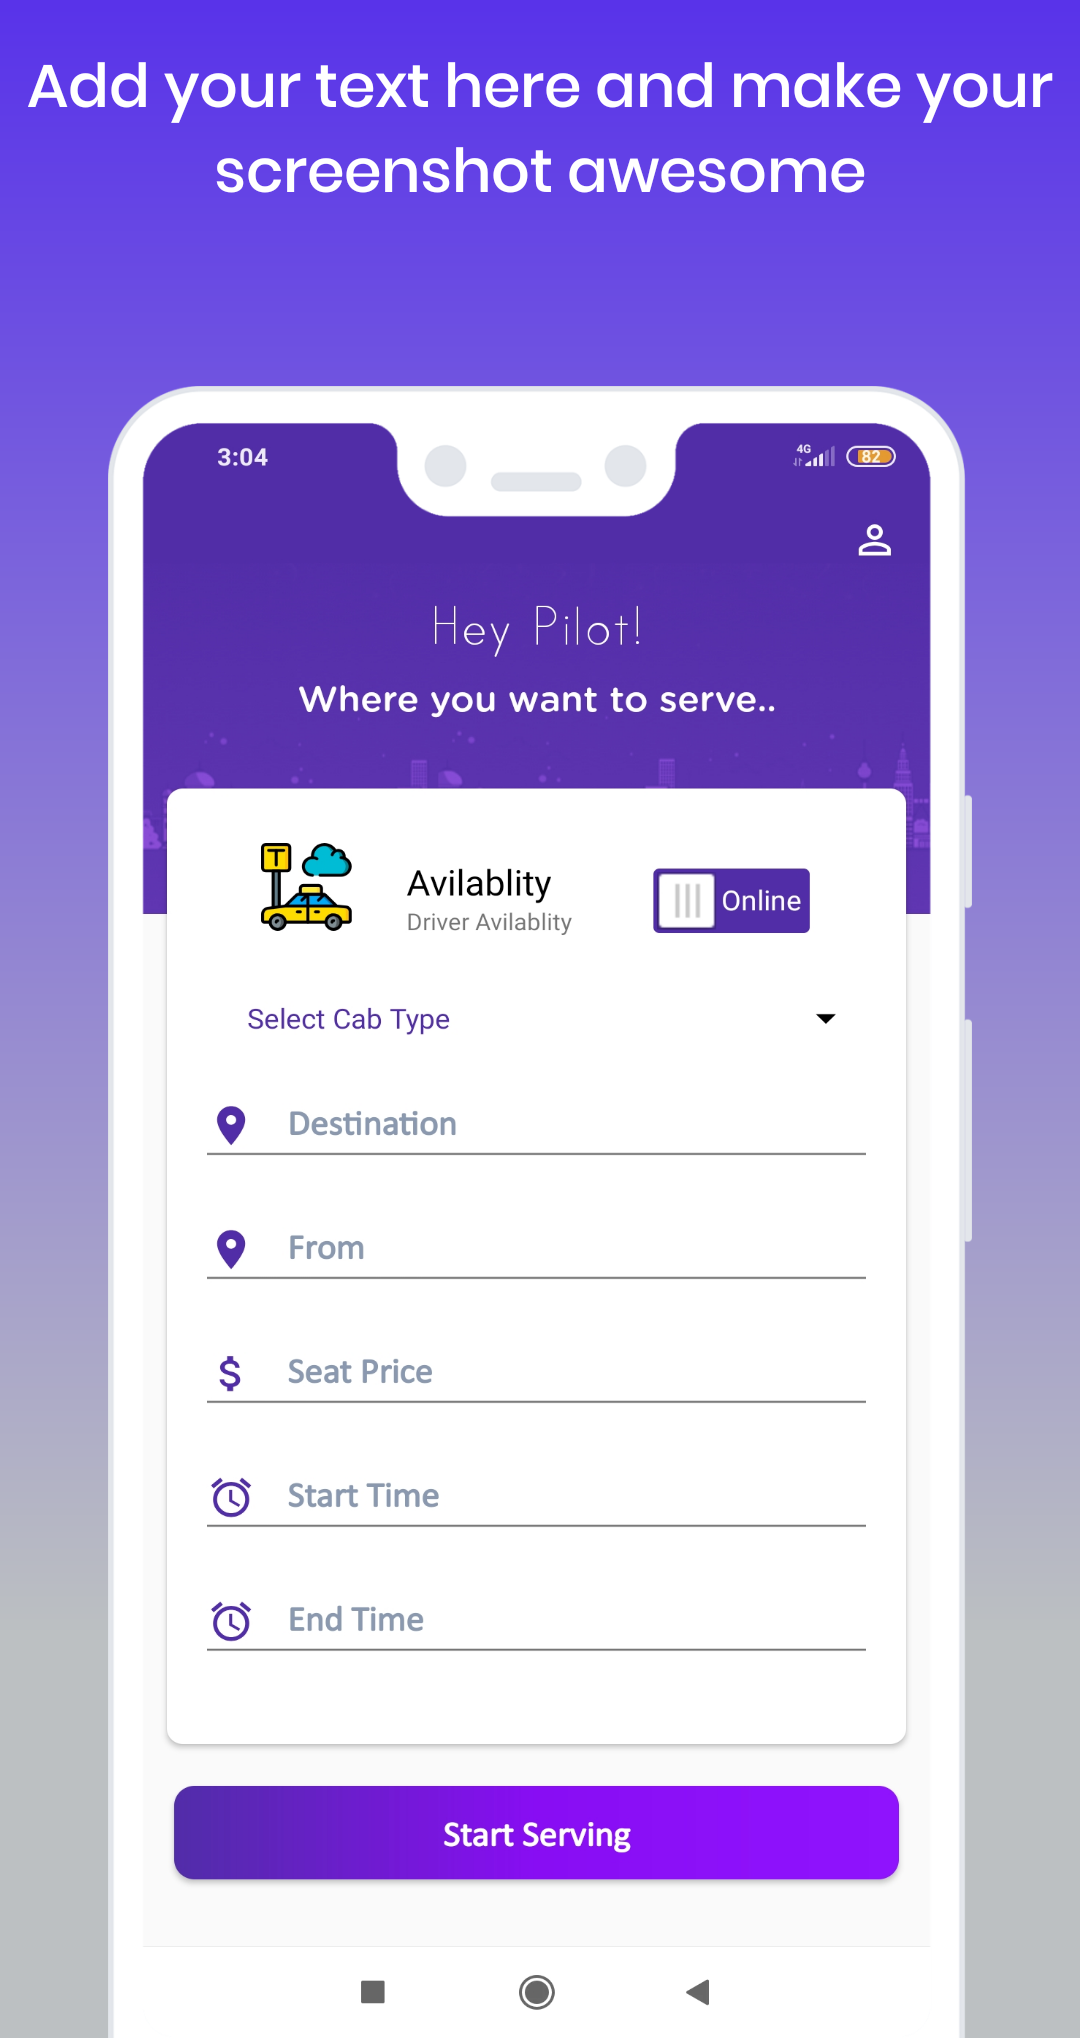 Add your text here and make your
screenshot awesome
3:04
4G
82
Hey Pilot!
Where you want to serve..
T
Avilablity
Driver Avilablity
Online
Select Cab Type
Destination
From
$ Seat Price
Start Time
End Time
Start Serving